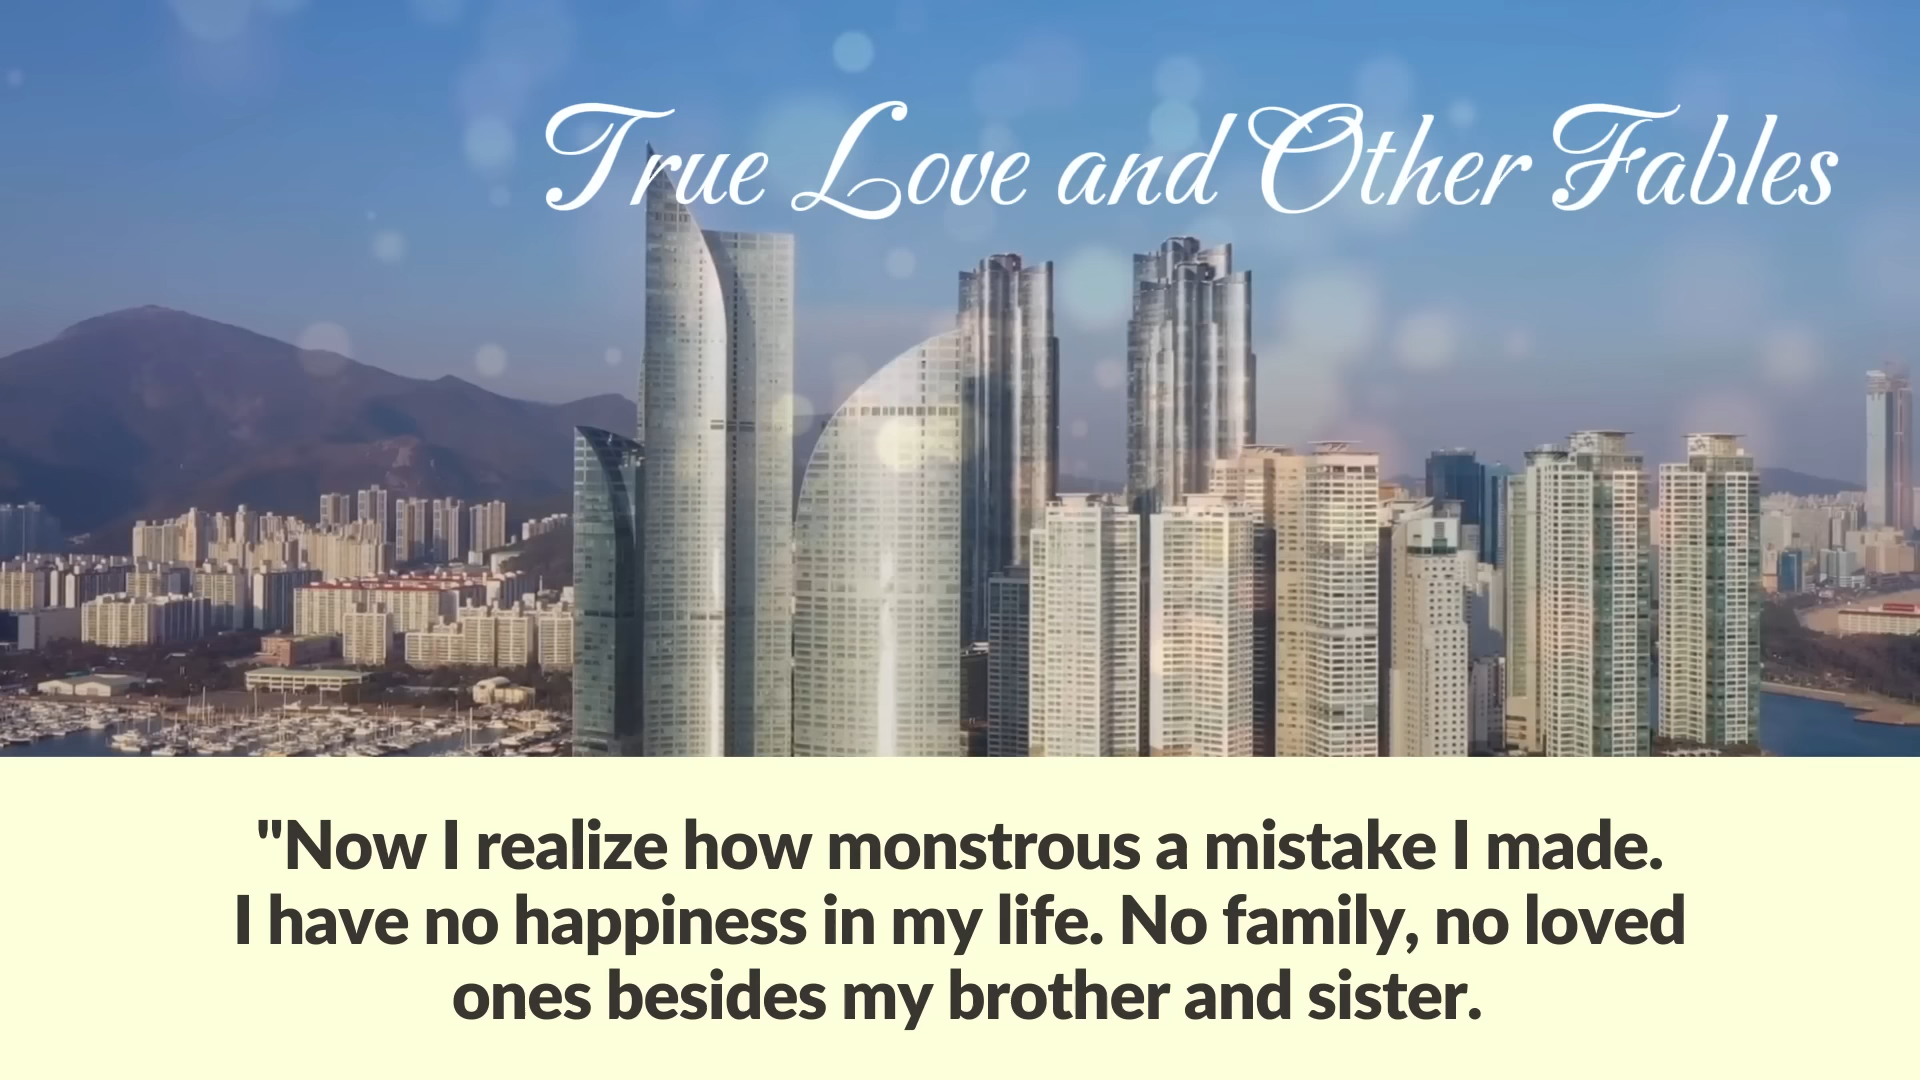 True Love and Other Fables
"Now I realize how monstrous a mistake I made.
I have no happiness in my life. No family, no loved
ones besides my brother and sister.